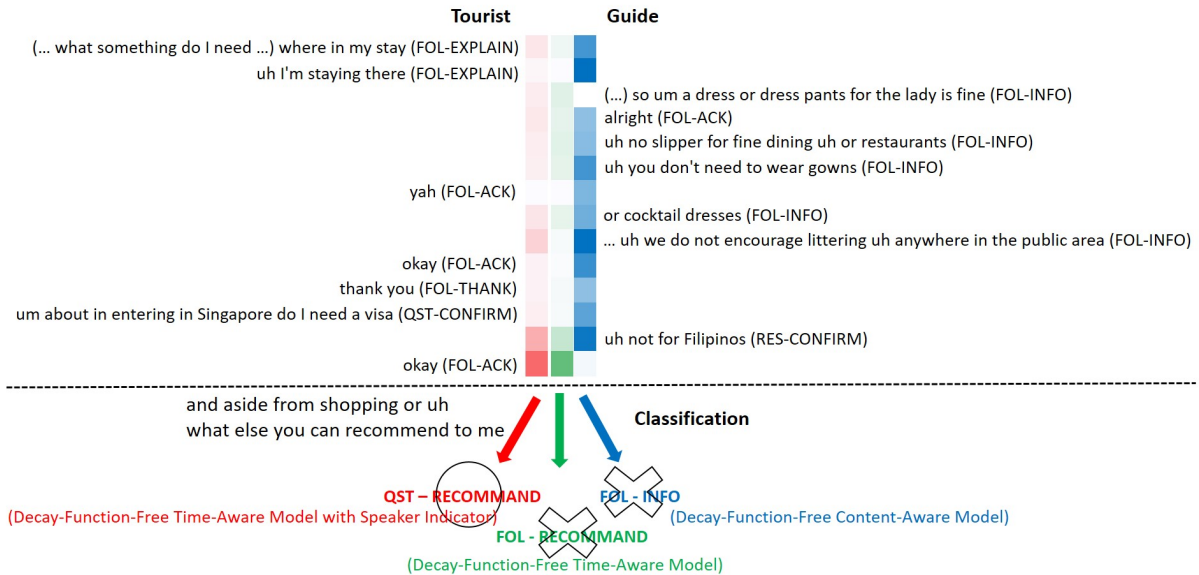 Tourist
Guide
(... what something do I need ...) where in my stay (FOL-EXPLAIN)
uh I'm staying there (FOL-EXPLAIN)
(...) so um a dress or dress pants for the lady is fine (FOL-INFO)
alright (FOL-ACK)
uh no slipper for fine dining uh or restaurants (FOL-INFO)
uh you don't need to wear gowns (FOL-INFO)
yah (FOL-ACK)
or cocktail dresses (FOL-INFO)
... uh we do not encourage littering uh anywhere in the public area (FOL-INFO)
okay (FOL-ACK)
thank you (FOL-THANK)
um about in entering in Singapore do I need a visa (QST-CONFIRM)
uh not for Filipinos (RES-CONFIRM)
okay (FOL-ACK)
and aside from shopping or uh
what else you can recommend to me
Classification
QST – RECOMMAND
FOL - INFO
(Decay-Function-Free Time-Aware Model with Speaker Indicator)
(Decay-Function-Free Content-Aware Model)
FOL - RECOMMAND
(Decay-Function-Free Time-Aware Model)